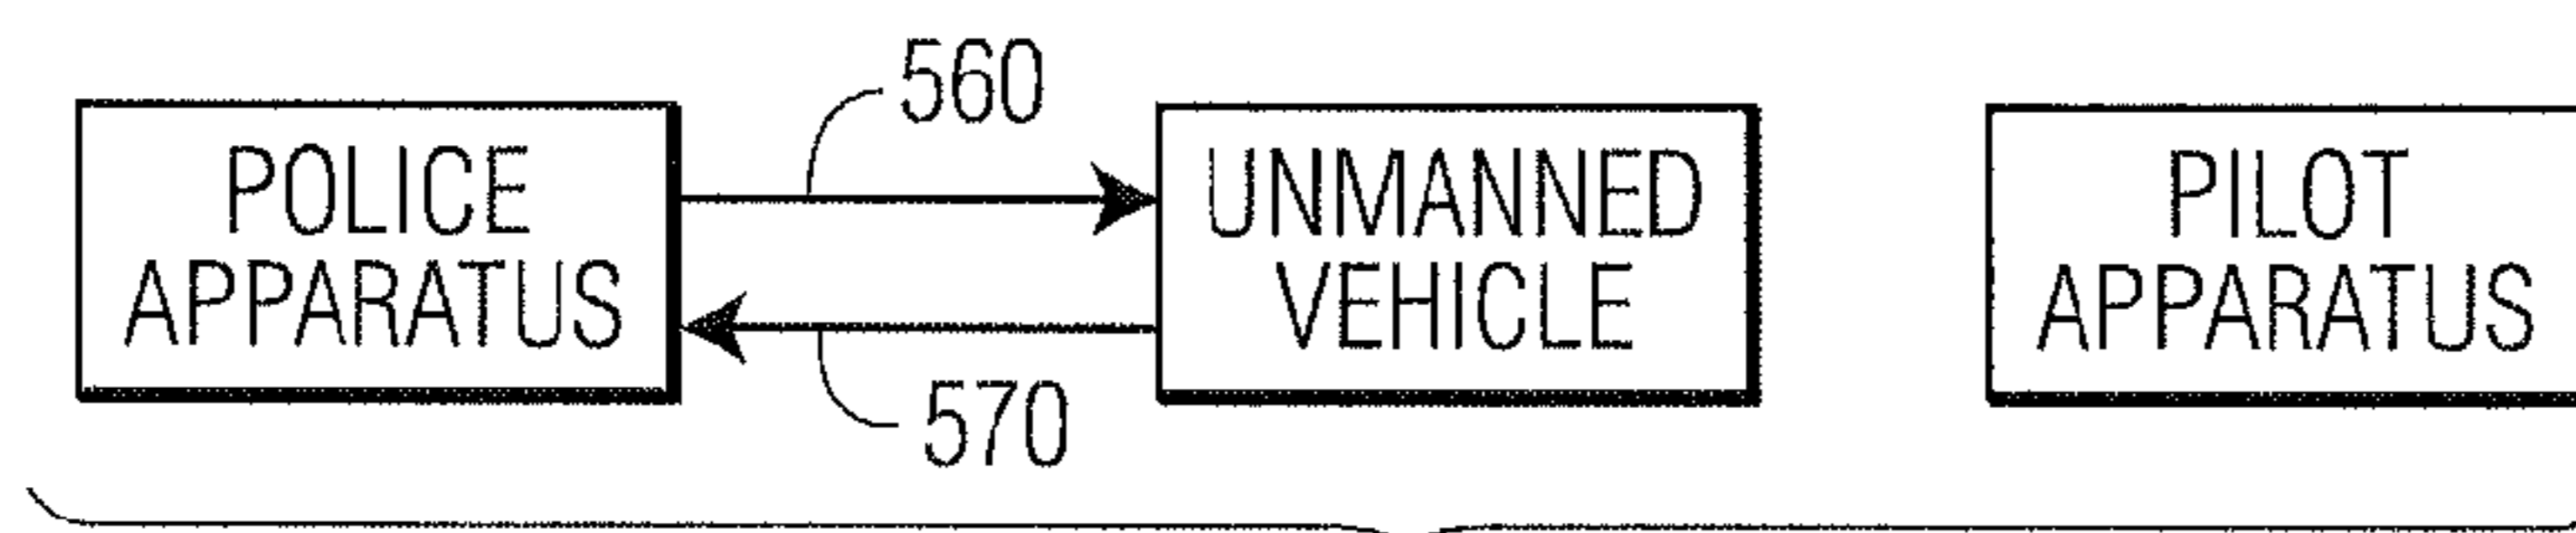 560
POLICE
APPARATUS
UNMANNED
VEHICLE
PILOT
APPARATUS
570